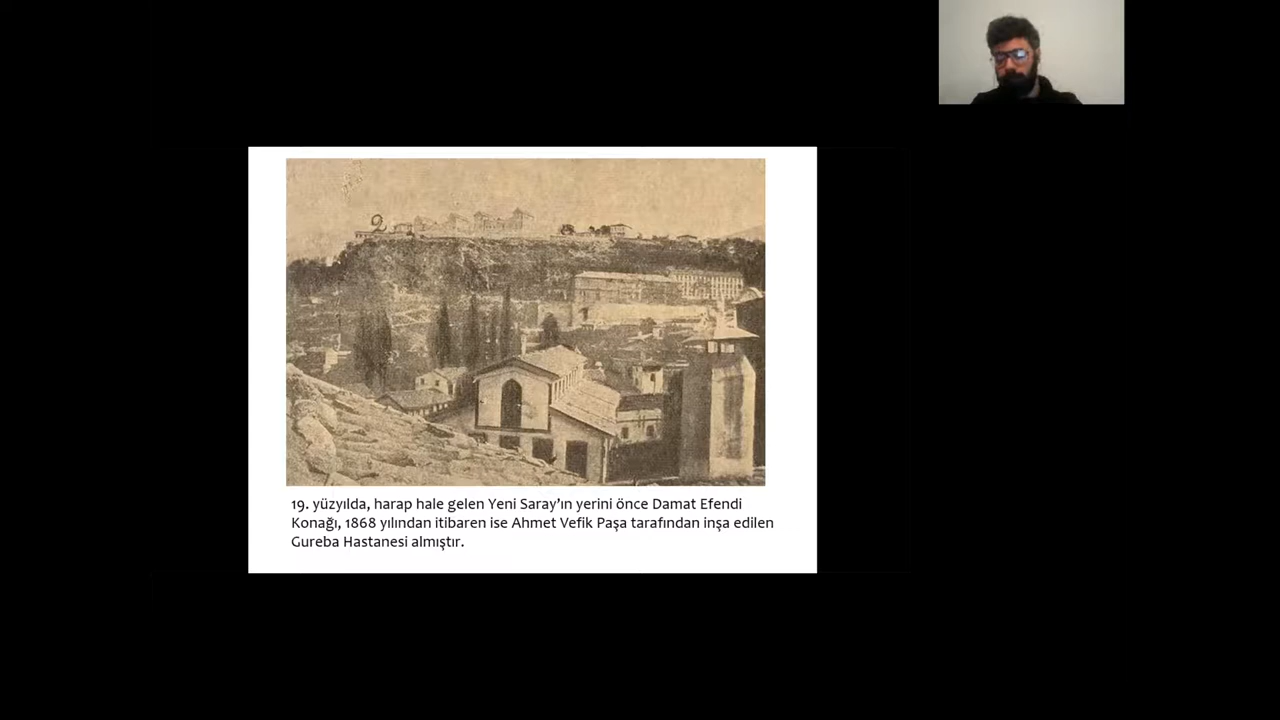 2
19. yüzyılda, harap hale gelen Yeni Saray’ın yerini önce Damat Efendi
Konağı, 1868 yılından itibaren ise Ahmet Vefik Paşa tarafından inşa edilen
Gureba Hastanesi almıştır.